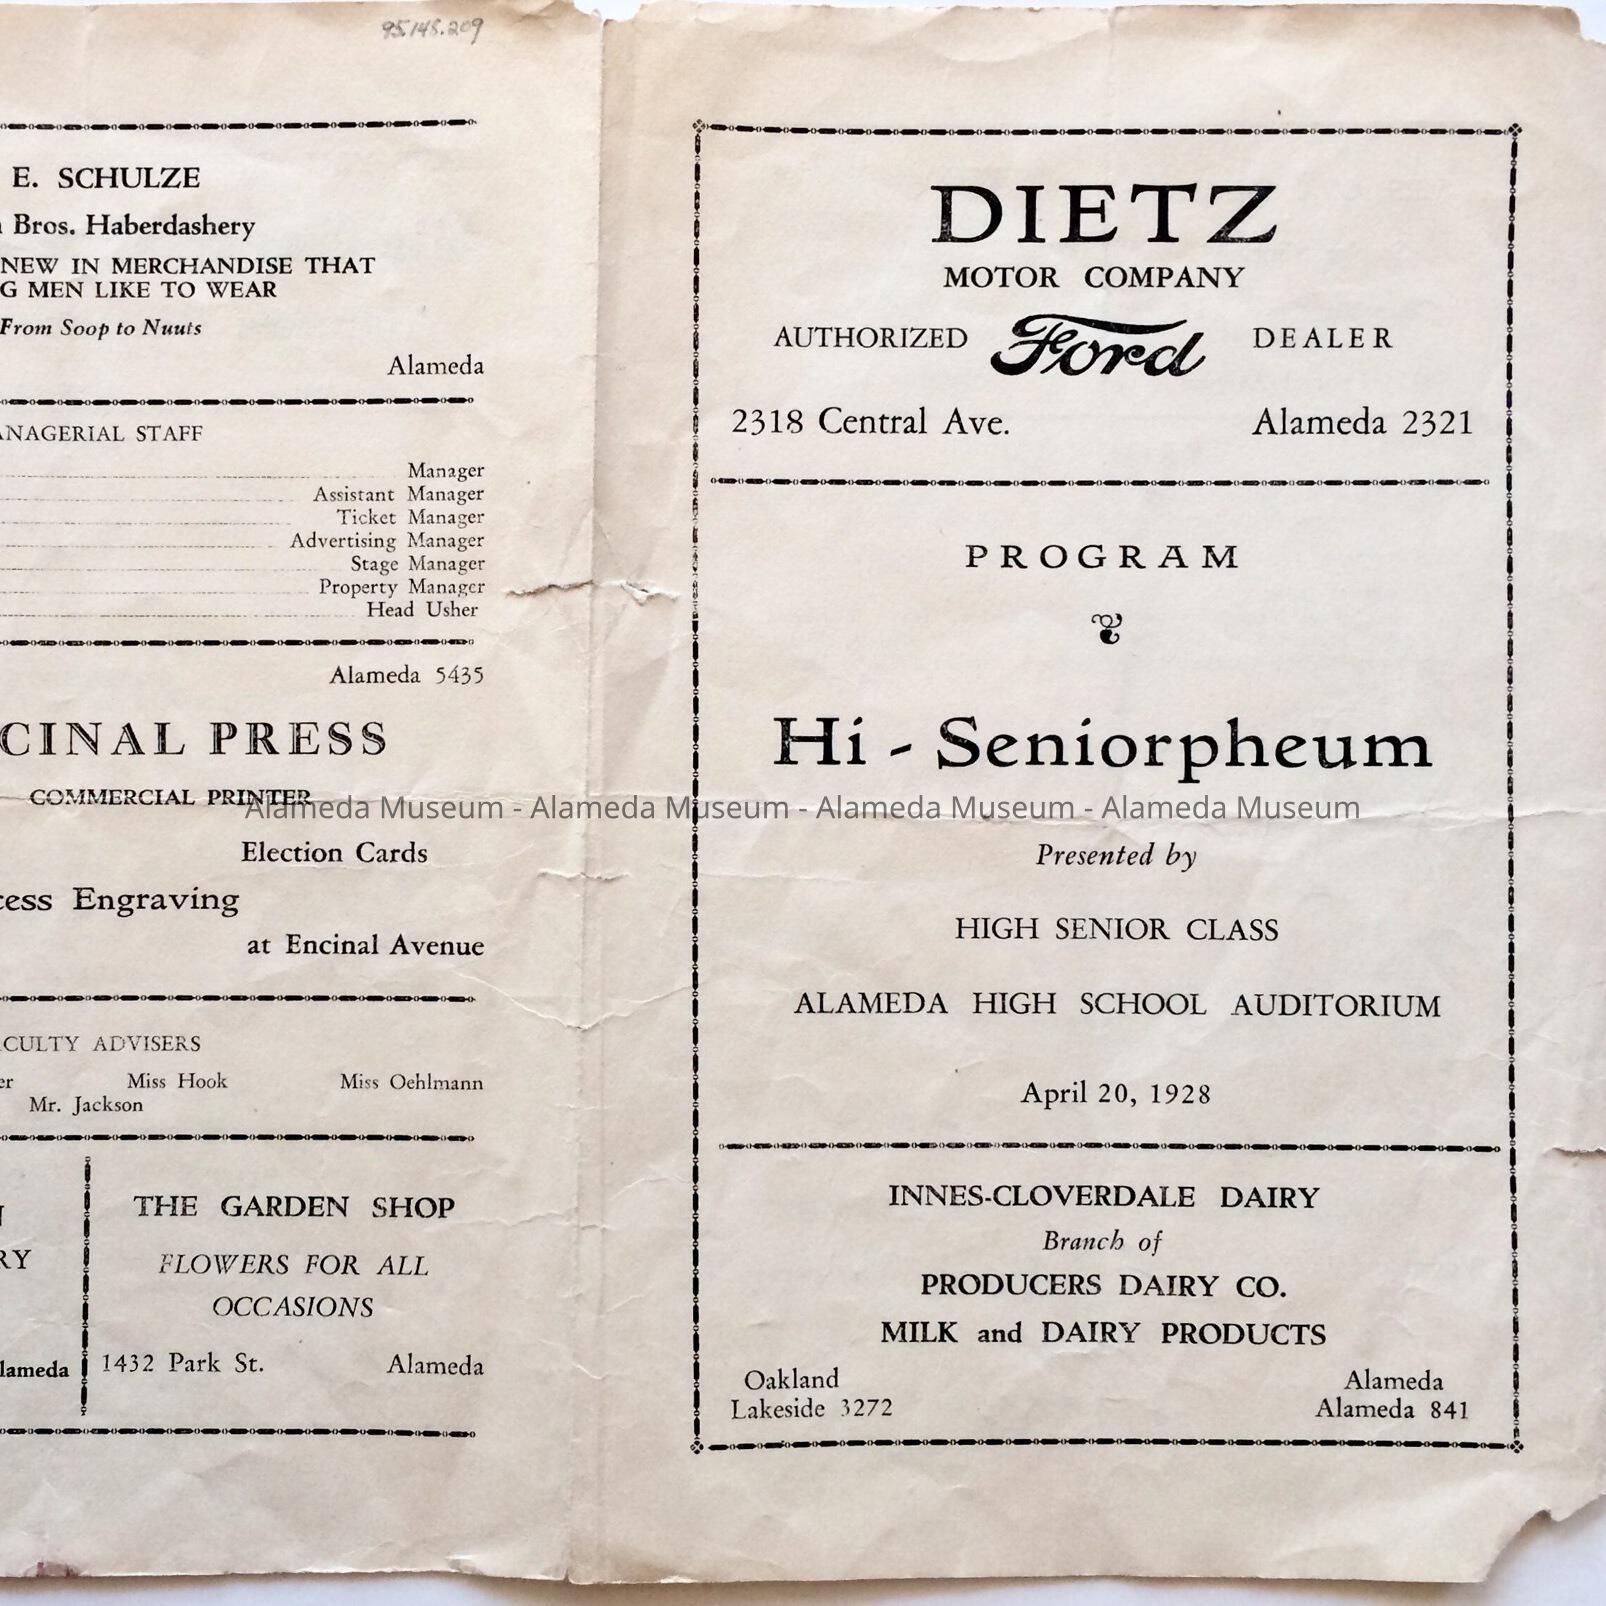 95.148.209
E. SCHULZE
Bros. Haberdashery
NEW IN MERCHANDISE THAT
G MEN LIKE TO WEAR
From Soop to Nuuts
Alameda
ANAGERIAL STAFF
Manager
Assistant Manager
Ticket Manager
Advertising Manager
Stage Manager
Property Manager
Head Usher
Alameda 5435
CINAL PRESS
COMMERCIAL PRINTER
Election Cards
cess Engraving
at Encinal Avenue
CULTY ADVISERS
er Miss Hook Miss Oehlmann
Mr. Jackson
RY
lameda
THE GARDEN SHOP
FLOWERS FOR ALL
OCCASIONS
1432 Park St. Alameda
DIETZ
MOTOR COMPANY
AUTHORIZED Ford DEALER
2318 Central Ave. Alameda 2321
PROGRAM
Hi - Seniorpheum
Alameda Museum - Alameda Museum - Alameda Museum - Alameda Museum
Presented by
HIGH SENIOR CLASS
ALAMEDA HIGH SCHOOL AUDITORIUM
April 20, 1928
INNES-CLOVERDALE DAIRY
Branch of
PRODUCERS DAIRY CO.
MILK and DAIRY PRODUCTS
Oakland Alameda
Lakeside 3272 Alameda 841